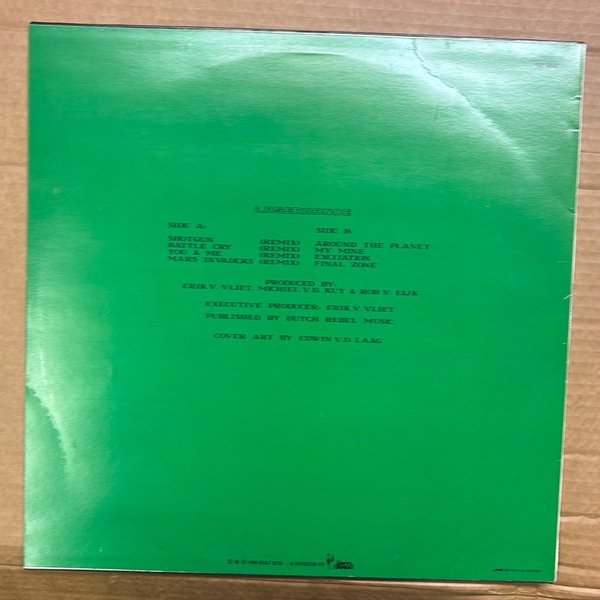 LASERDANCE
SIDE A:
SHOTGUN (REMIX)
BATTLE CRY (REMIX)
YOU & ME (REMIX)
MARS INVADERS (REMIX)
SIDE B:
AROUND THE PLANET
MY MINE
EXCITATION
FINAL ZONE
PRODUCED BY:
ERIK V. VLIET, MICHIEL V.D. KUY & ROB V. EIJK
EXECUTIVE PRODUCER: ERIK V. VLIET
PUBLISHED BY DUTCH REBEL MUSIC
COVER ART BY EDWIN V.D. LAAG